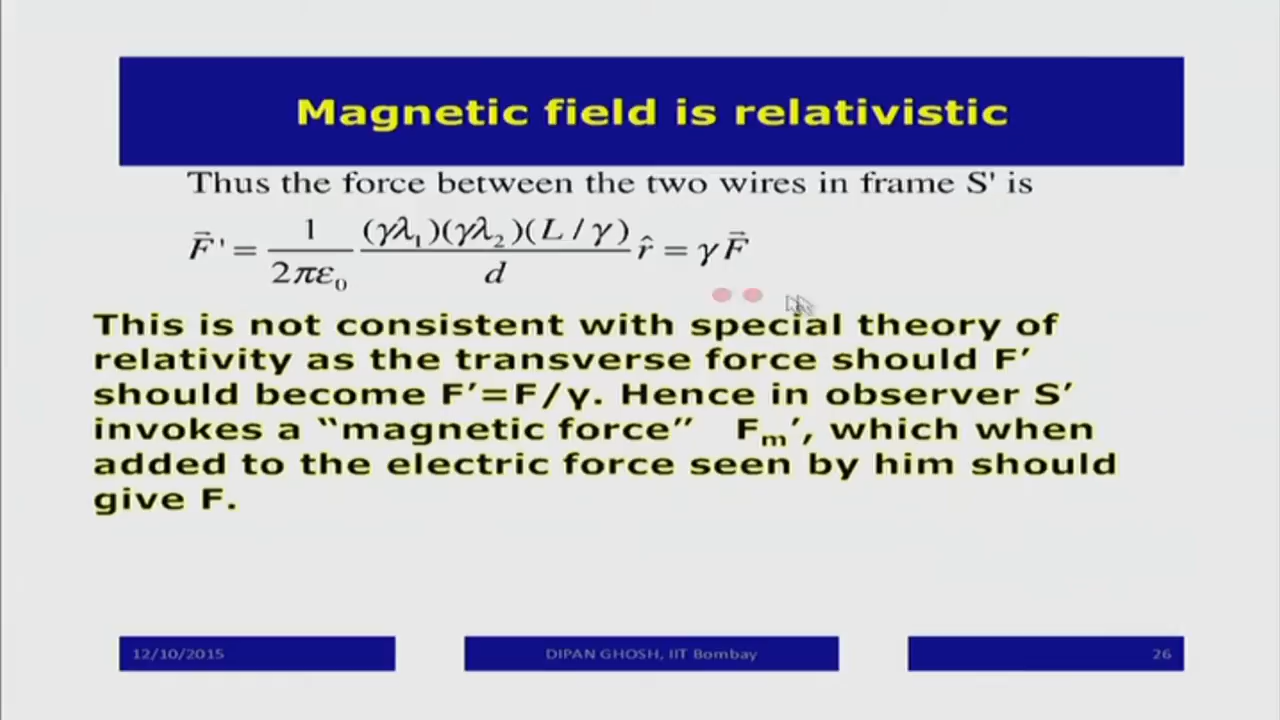 Magnetic field is relativistic
Thus the force between the two wires in frame S' is
F⃗' = 1/(2πε₀) (γλ₁)(γλ₂)(L/γ)/d r̂ = γF⃗
This is not consistent with special theory of
relativity as the transverse force should F′
should become F′=F/γ. Hence in observer S′
invokes a “magnetic force” Fₘ′, which when
added to the electric force seen by him should
give F.
12/10/2015
DIPAN GHOSH, IIT Bombay
26